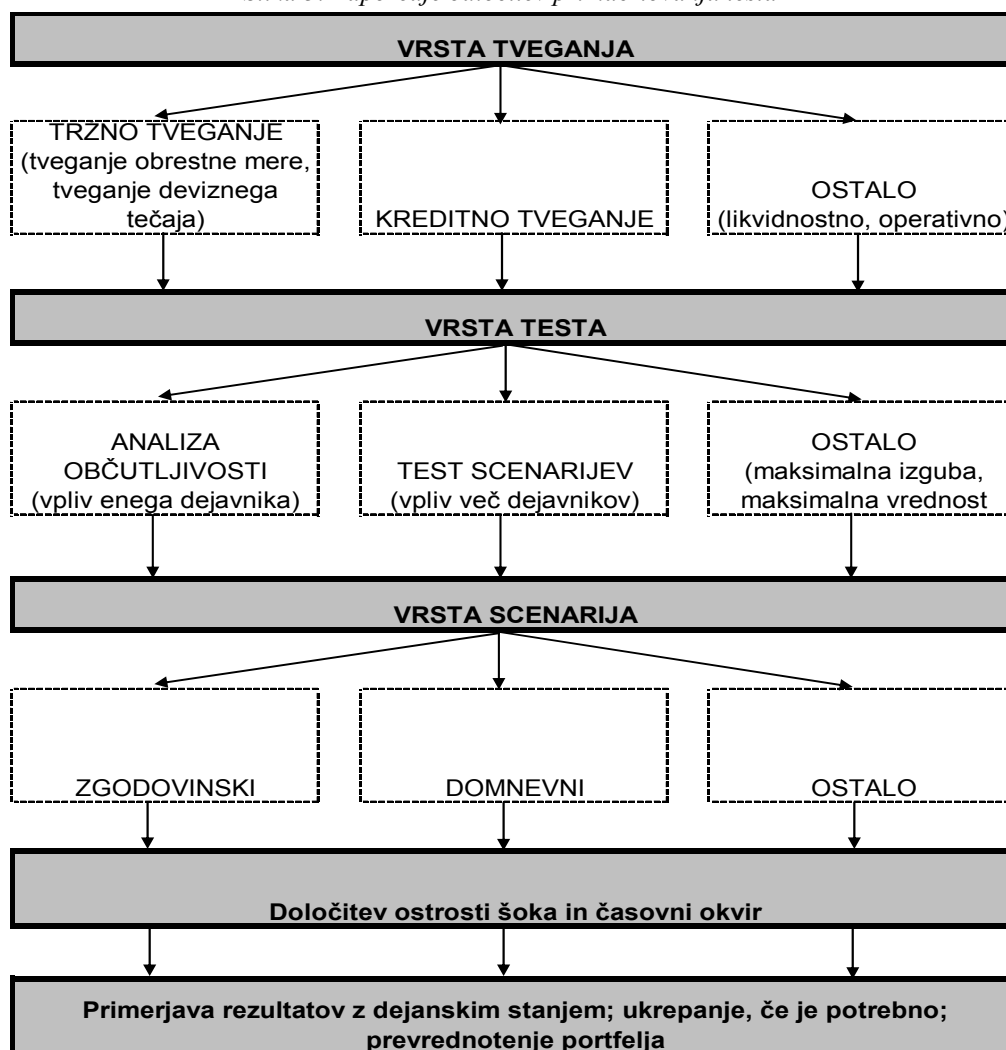 VRSTA TVEGANJA
TRZNO TVEGANJE
(tveganje obrestne mere,
tveganje deviznega
tečaja)
KREDITNO TVEGANJE
OSTALO
(likvidnostno, operativno)
VRSTA TESTA
ANALIZA
OBČUTLJIVOSTI
(vpliv enega dejavnika)
TEST SCENARIJEV
(vpliv več dejavnikov)
OSTALO
(maksimalna izguba,
maksimalna vrednost
VRSTA SCENARIJA
ZGODOVINSKI
DOMNEVNI
OSTALO
Določitev ostrosti šoka in časovni okvir
Primerjava rezultatov z dejanskim stanjem; ukrepanje, če je potrebno;
prevrednotenje portfelja